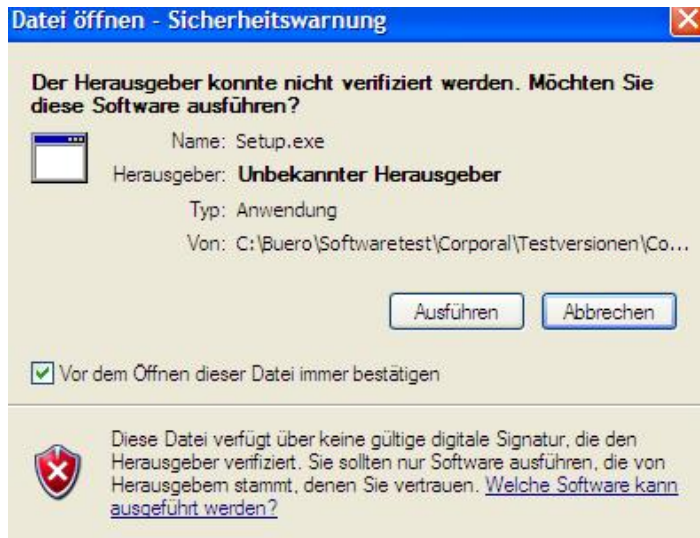 Datei öffnen - Sicherheitswarnung
Der Herausgeber konnte nicht verifiziert werden. Möchten Sie
diese Software ausführen?
Name: Setup.exe
Herausgeber: Unbekannter Herausgeber
Typ: Anwendung
Von: C:\Buero\Softwaretest\Corporal\Testversionen\Co...
Ausführen Abbrechen
Vor dem Öffnen dieser Datei immer bestätigen
Diese Datei verfügt über keine gültige digitale Signatur, die den
Herausgeber verifiziert. Sie sollten nur Software ausführen, die von
Herausgebern stammt, denen Sie vertrauen. Welche Software kann
ausgeführt werden?